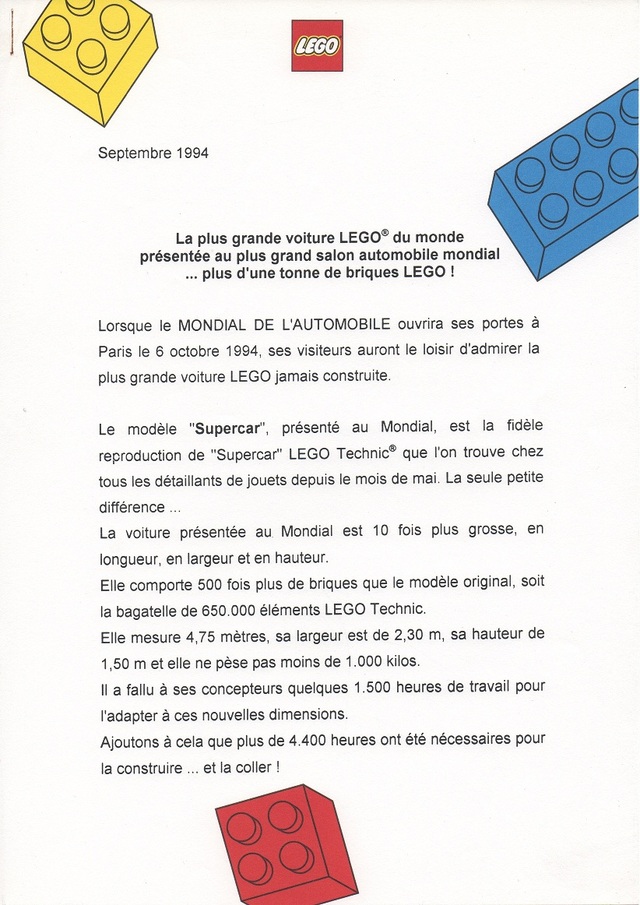 LEGO
Septembre 1994
La plus grande voiture LEGO® du monde
présentée au plus grand salon automobile mondial
... plus d'une tonne de briques LEGO !
Lorsque le MONDIAL DE L'AUTOMOBILE ouvrira ses portes à
Paris le 6 octobre 1994, ses visiteurs auront le loisir d'admirer la
plus grande voiture LEGO jamais construite.
Le modèle "Supercar", présenté au Mondial, est la fidèle
reproduction de "Supercar" LEGO Technic® que l'on trouve chez
tous les détaillants de jouets depuis le mois de mai. La seule petite
différence ...
La voiture présentée au Mondial est 10 fois plus grosse, en
longueur, en largeur et en hauteur.
Elle comporte 500 fois plus de briques que le modèle original, soit
la bagatelle de 650.000 éléments LEGO Technic.
Elle mesure 4,75 mètres, sa largeur est de 2,30 m, sa hauteur de
1,50 m et elle ne pèse pas moins de 1.000 kilos.
Il a fallu à ses concepteurs quelques 1.500 heures de travail pour
l'adapter à ces nouvelles dimensions.
Ajoutons à cela que plus de 4.400 heures ont été nécessaires pour
la construire ... et la coller !